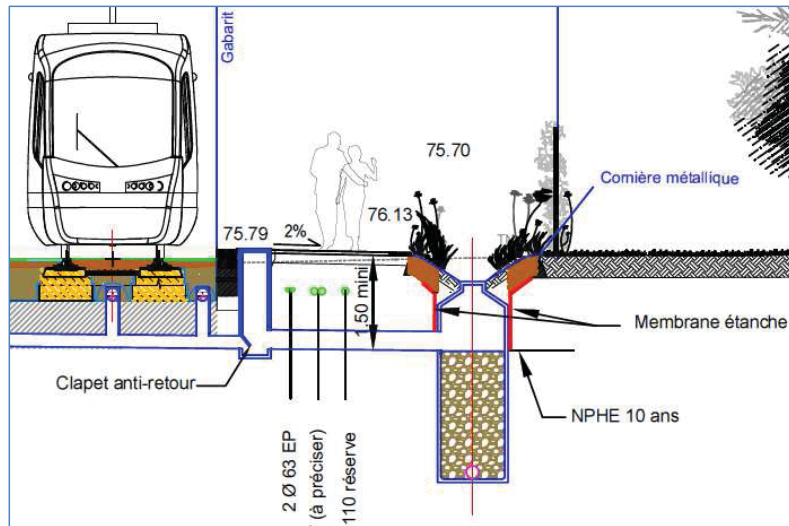 Gabarit
75.70
Cornière métallique
76.13
75.79
2%
1.50 mini
Membrane étanche
Clapet anti-retour
NPHE 10 ans
2 Ø 63 EP
(à préciser)
110 réserve